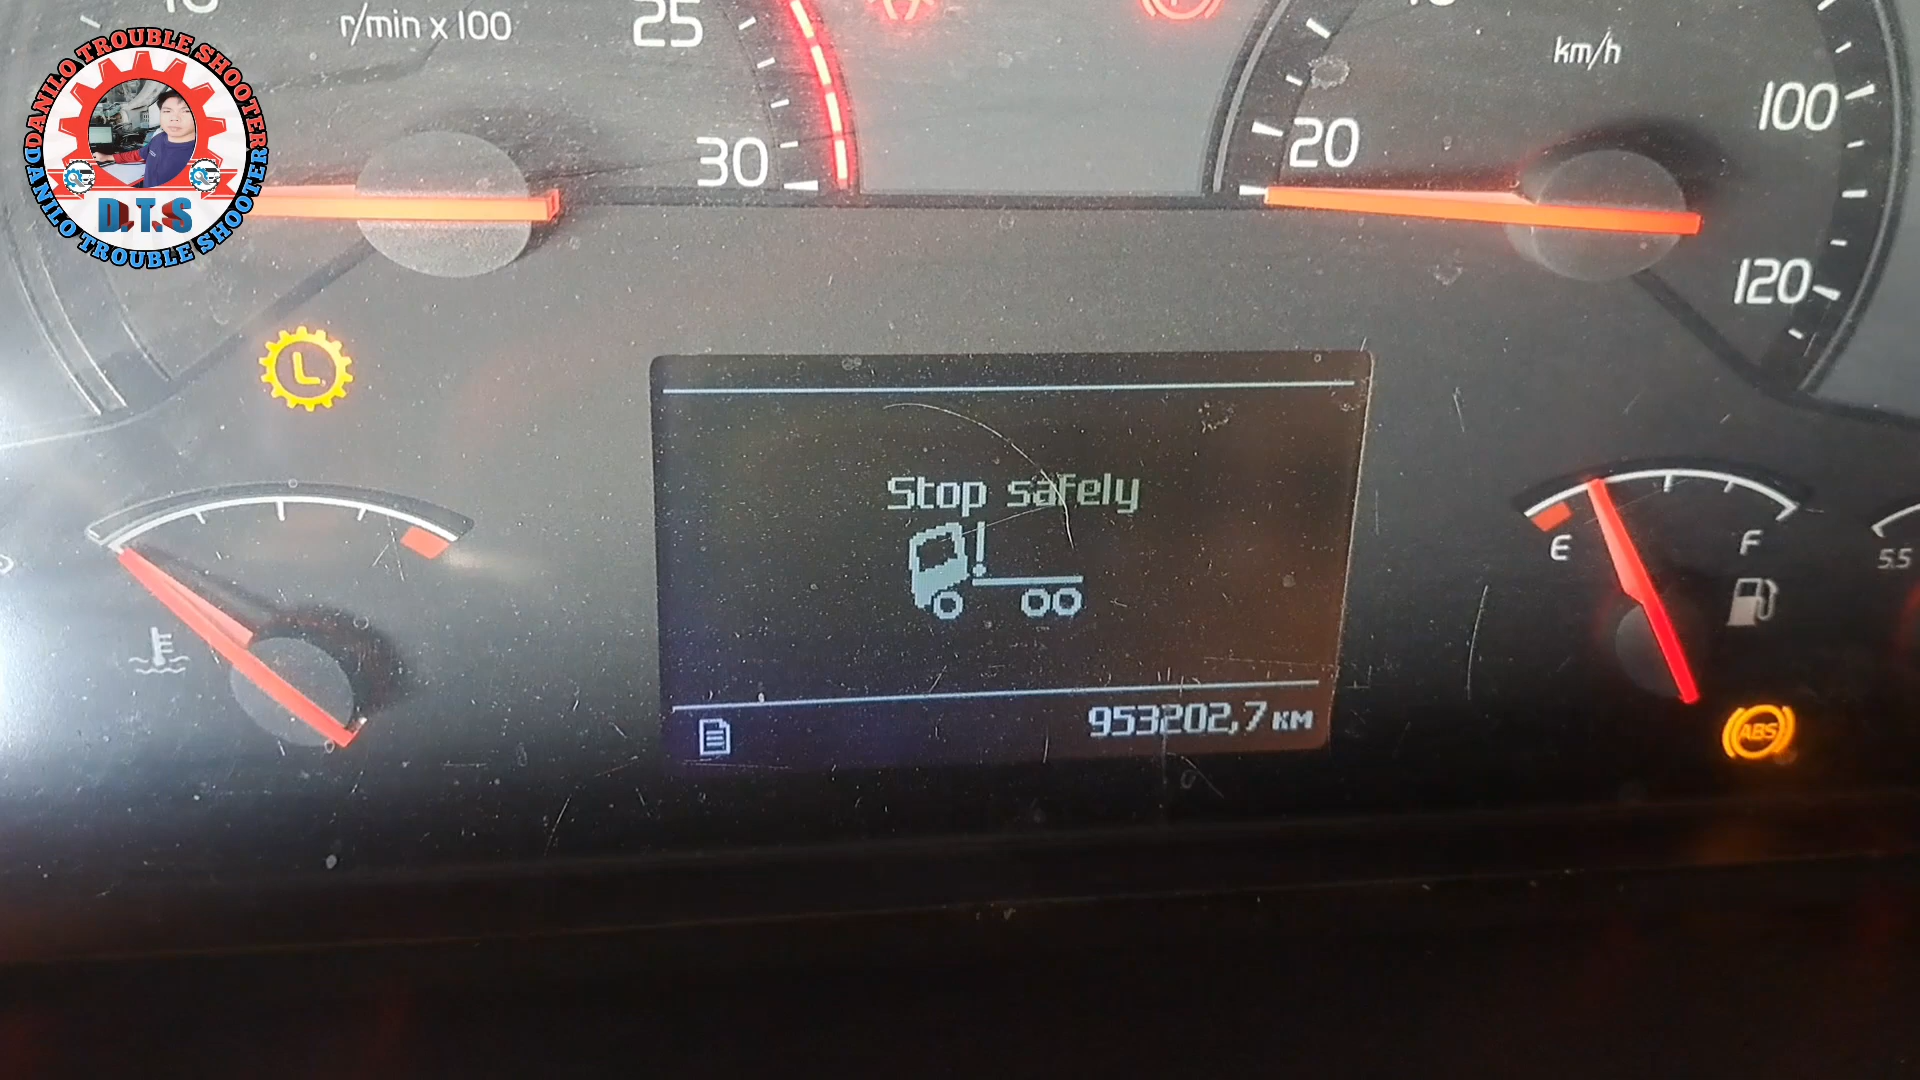 DANILO TROUBLE SHOOTER
D.T.S
DANILO TROUBLE SHOOTER
r/min x 100
25
30
km/h
20
100
120
L
Stop safely
953202,7 км
E
F
5.5
ABS